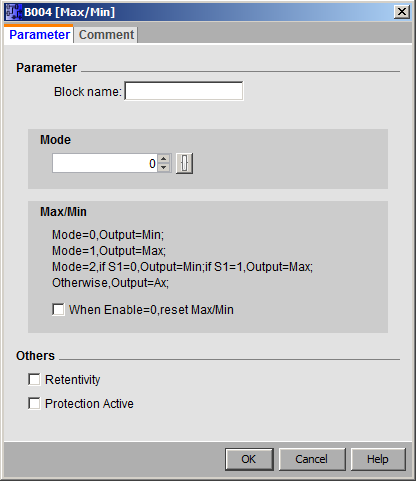 B004 [Max/Min]
Parameter Comment
Parameter
Block name:
Mode
0
Max/Min
Mode=0,Output=Min;
Mode=1,Output=Max;
Mode=2,if S1=0,Output=Min;if S1=1,Output=Max;
Otherwise,Output=Ax;
When Enable=0,reset Max/Min
Others
Retentivity
Protection Active
OK Cancel Help